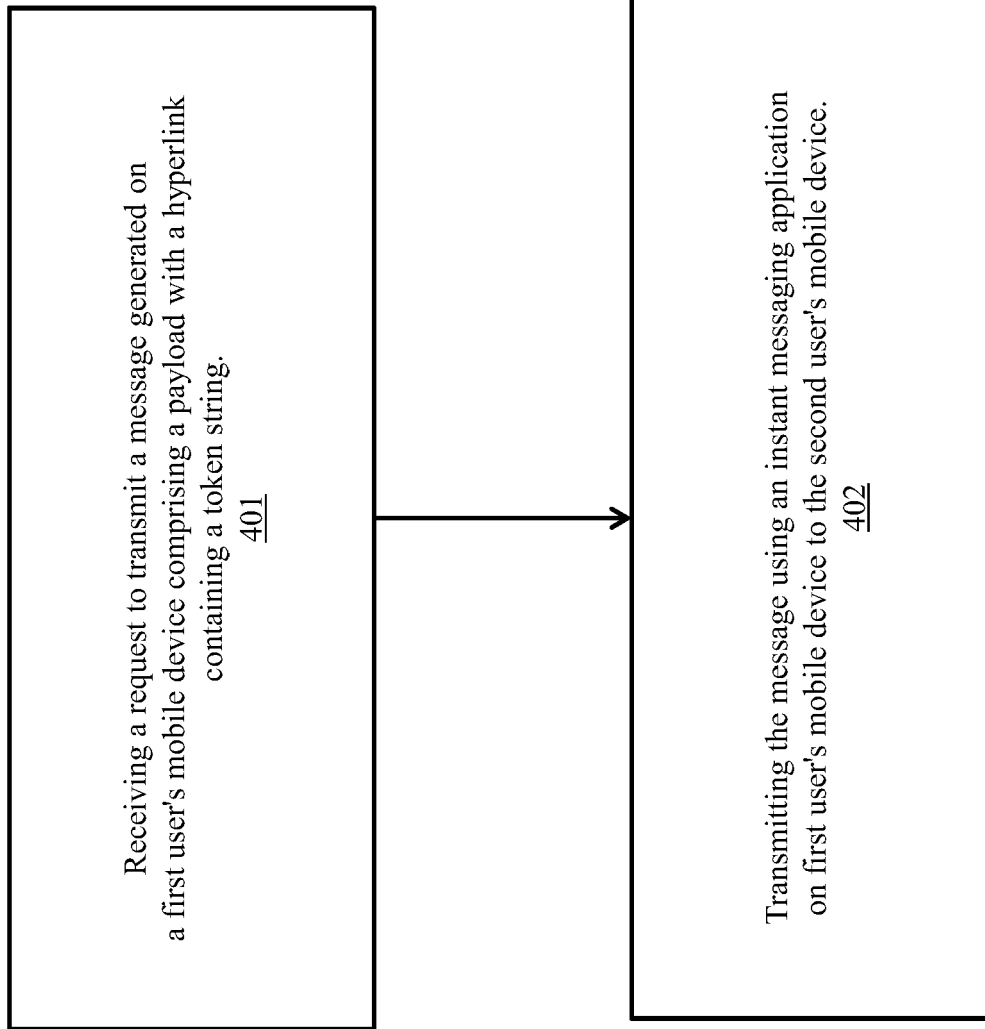 Receiving a request to transmit a message generated on
a first user's mobile device comprising a payload with a hyperlink
containing a token string.
401
Transmitting the message using an instant messaging application
on first user's mobile device to the second user's mobile device.
402